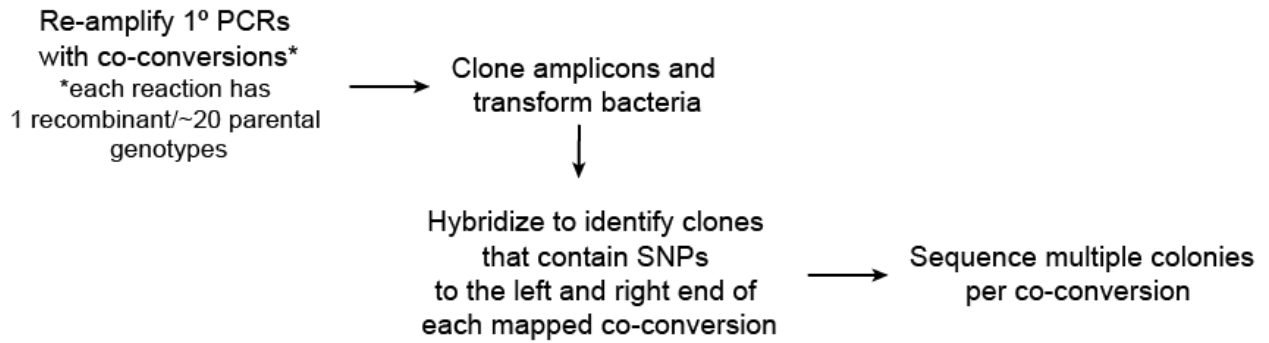 Re-amplify 1º PCRs
with co-conversions*
*each reaction has
1 recombinant/~20 parental
genotypes
Clone amplicons and
transform bacteria
Hybridize to identify clones
that contain SNPs
to the left and right end of
each mapped co-conversion
Sequence multiple colonies
per co-conversion